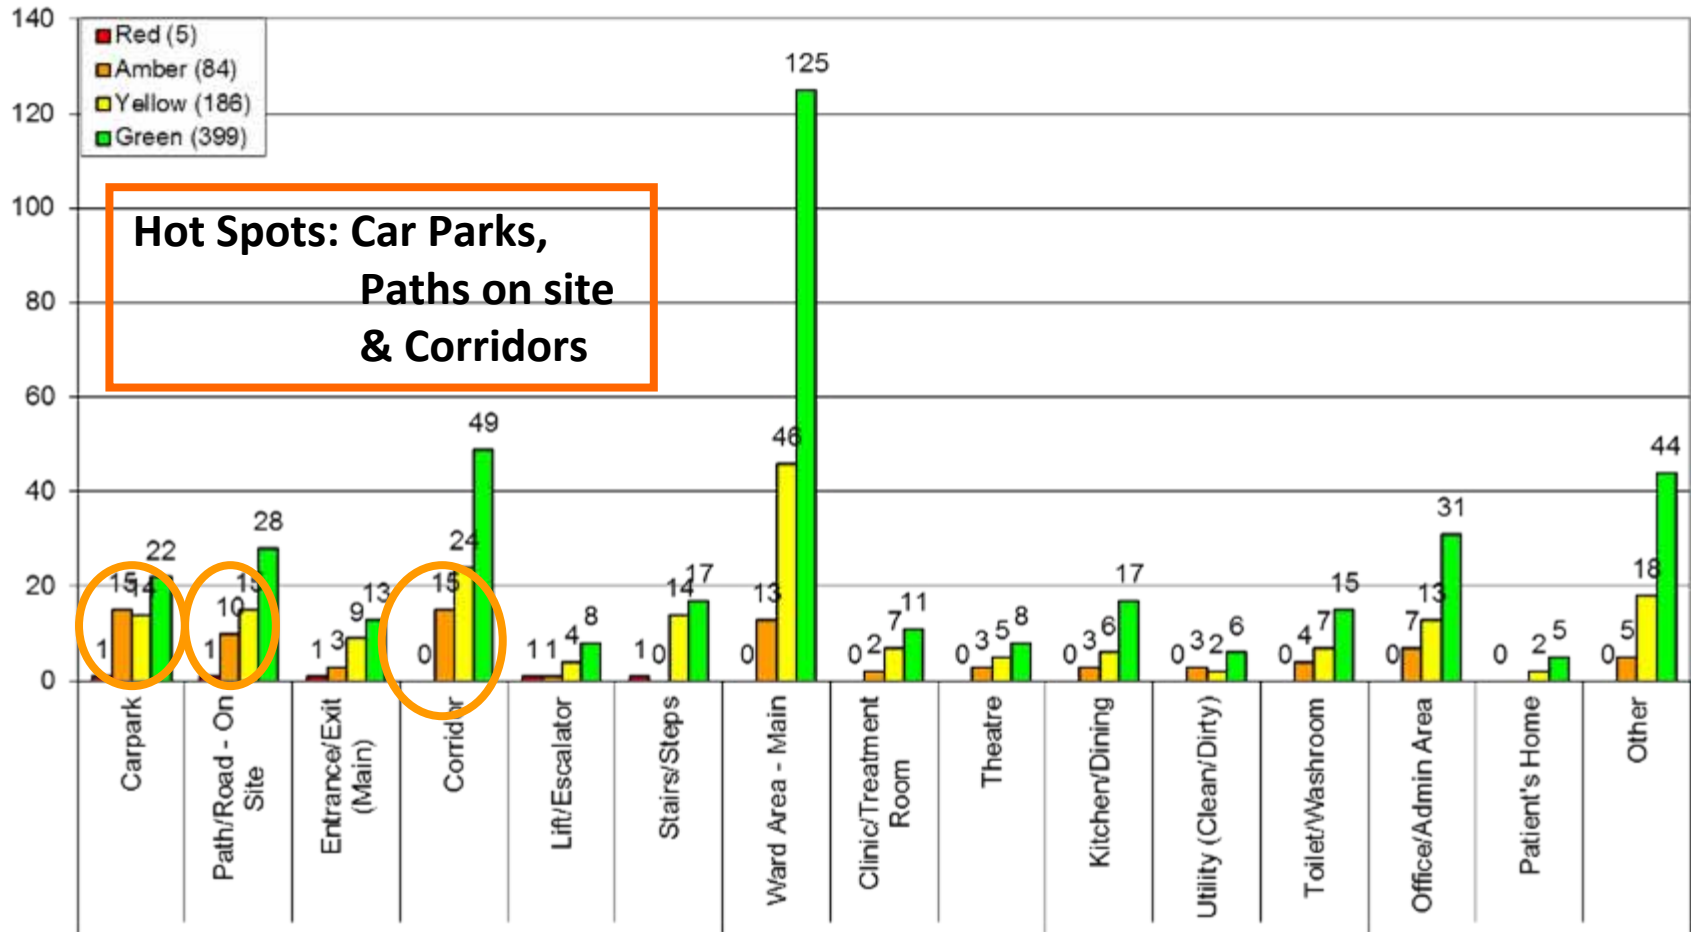 140
120
100
80
60
40
20
0
Red (5)
Amber (84)
Yellow (186)
Green (399)
Hot Spots: Car Parks,
Paths on site
& Corridors
1 15 14 22
1 10 15 28
1 3 9 13
0 15 24 49
1 1 4 8
1 0 14 17
0 13 46 125
0 2 7 11
0 3 5 8
0 3 6 17
0 3 2 6
0 4 7 15
0 7 13 31
0 2 5
0 5 18 44
Carpark
Path/Road - On
Site
Entrance/Exit
(Main)
Corridor
Lift/Escalator
Stairs/Steps
Ward Area - Main
Clinic/Treatment
Room
Theatre
Kitchen/Dining
Utility (Clean/Dirty)
Toilet/Washroom
Office/Admin Area
Patient's Home
Other